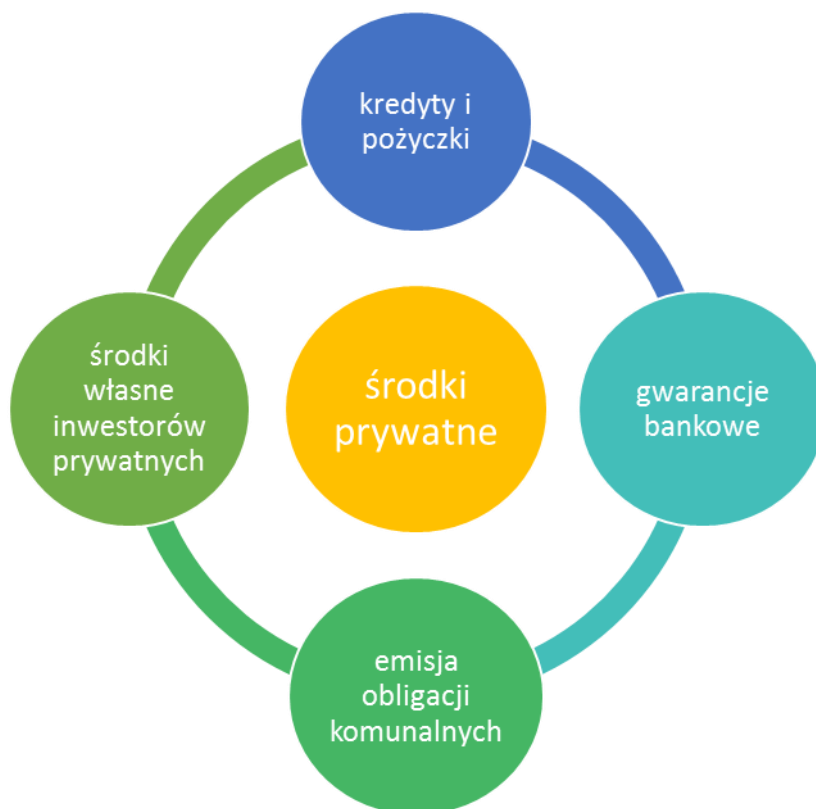 kredyty i
pożyczki
środki
własne
inwestorów
prywatnych
środki
prywatne
gwarancje
bankowe
emisja
obligacji
komunalnych